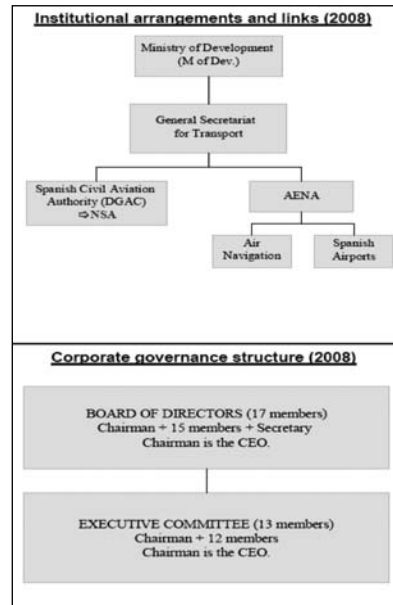 Institutional arrangements and links (2008)
Ministry of Development
(M of Dev.)
General Secretariat
for Transport
Spanish Civil Aviation
Authority (DGAC)
⇨NSA
AENA
Air
Navigation
Spanish
Airports
Corporate governance structure (2008)
BOARD OF DIRECTORS (17 members)
Chairman + 15 members + Secretary
Chairman is the CEO.
EXECUTIVE COMMITTEE (13 members)
Chairman + 12 members
Chairman is the CEO.